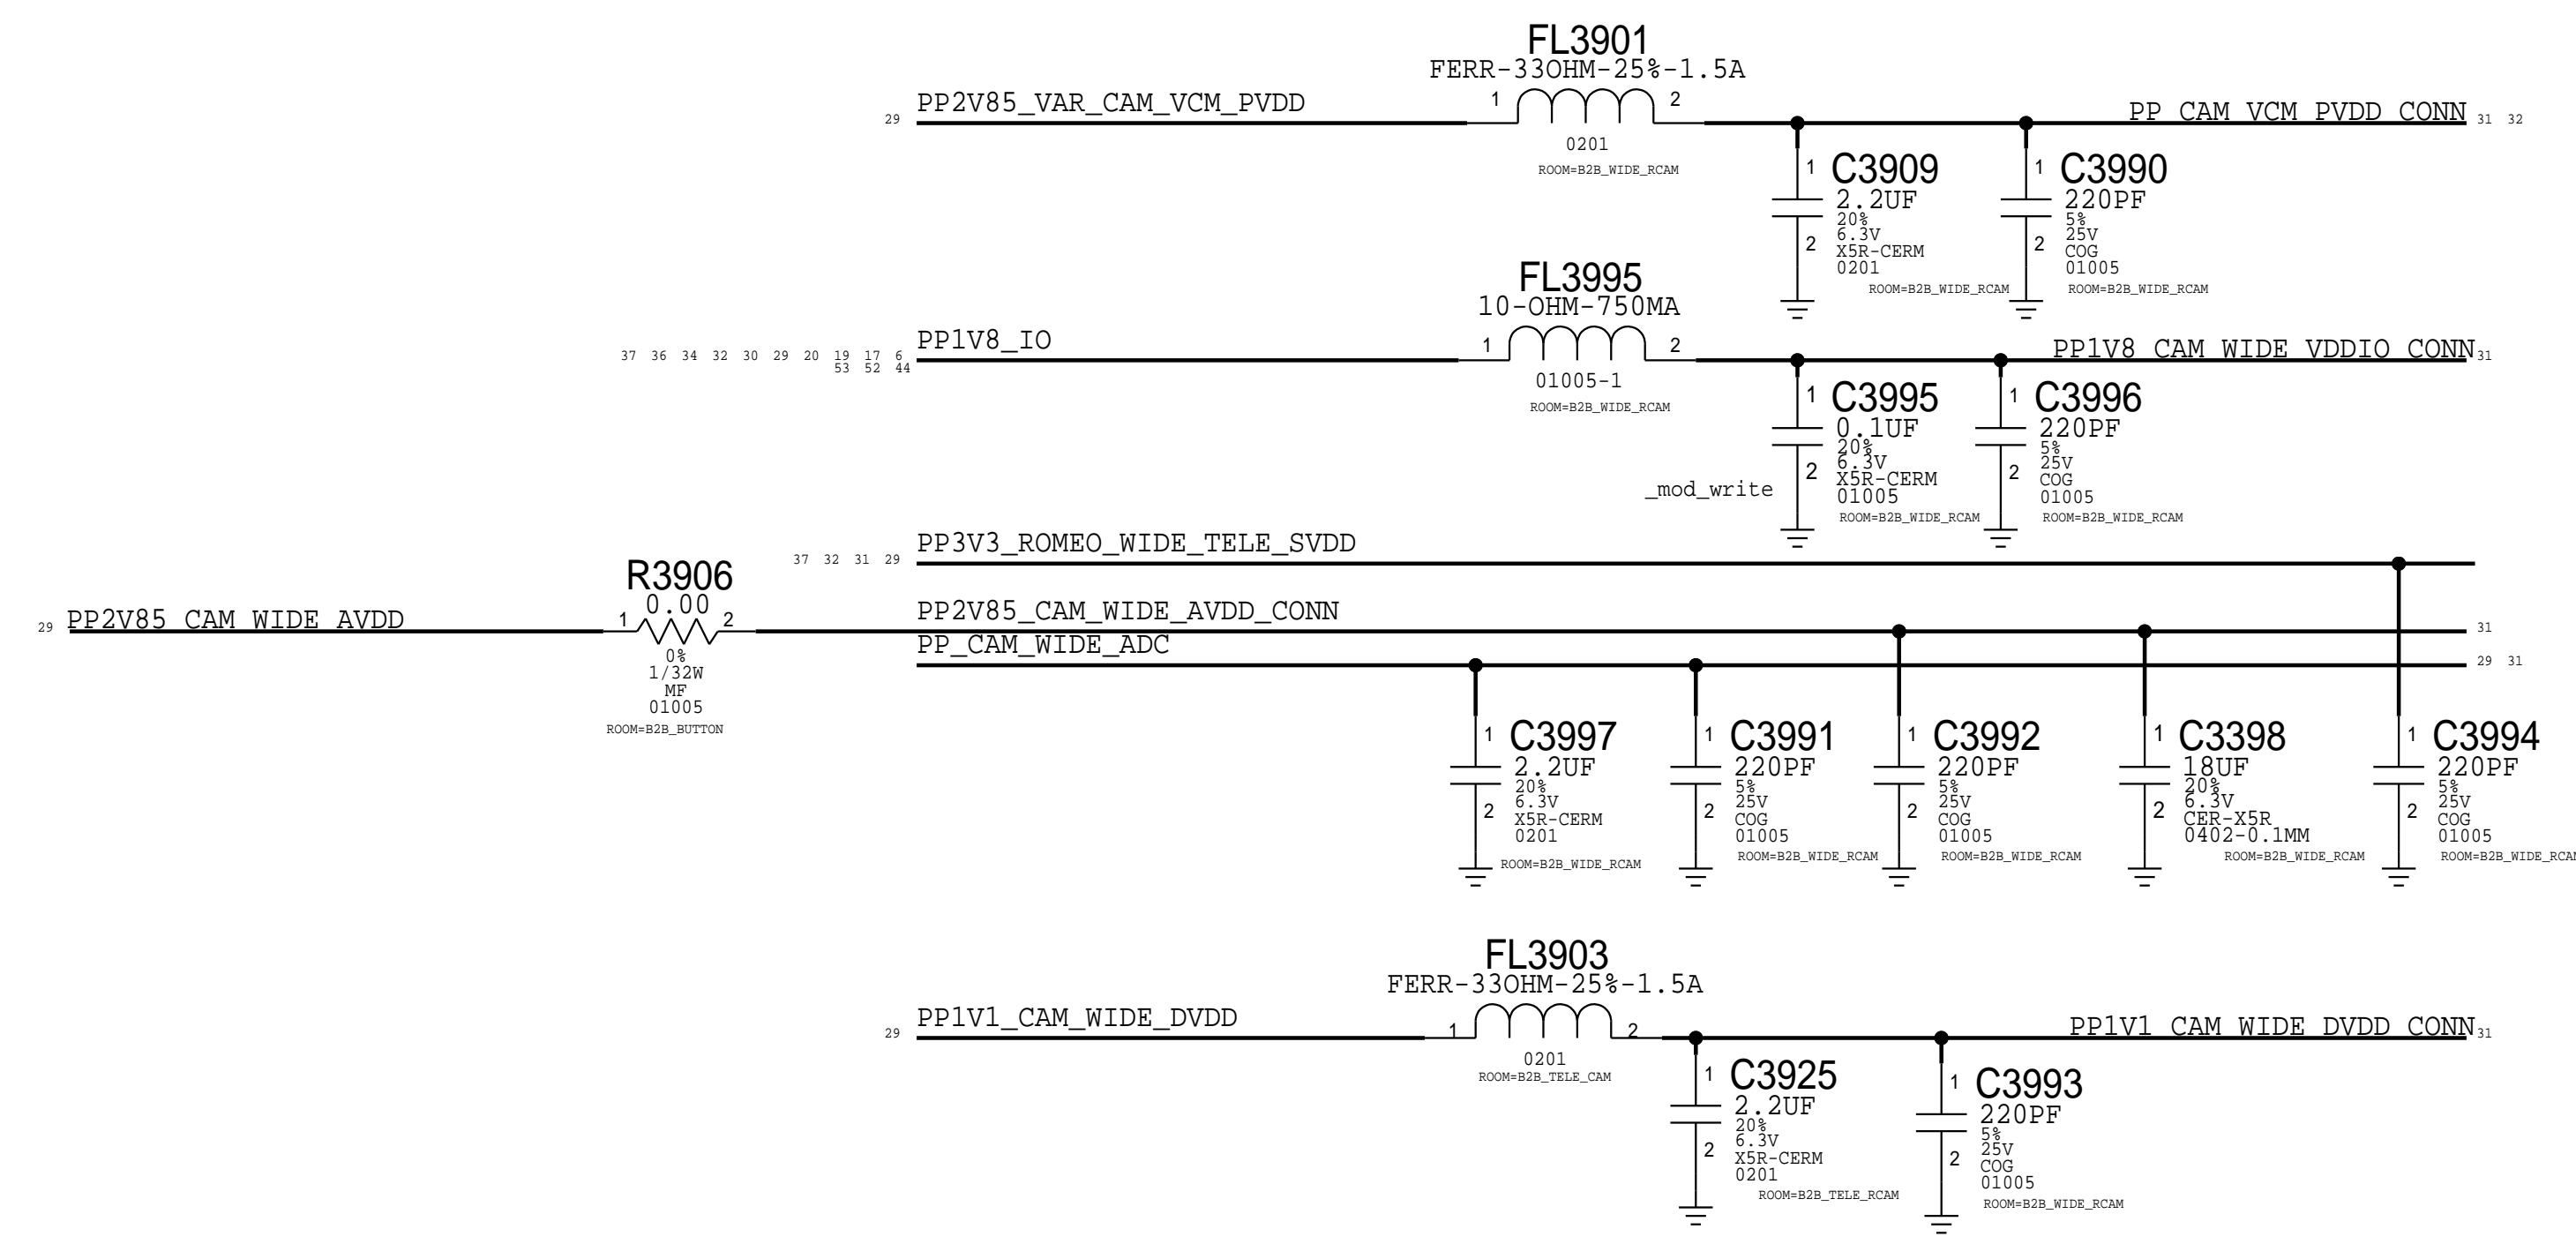 FL3901
FERR-33OHM-25%-1.5A
PP2V85_VAR_CAM_VCM_PVDD
1
2
PP_CAM_VCM_PVDD_CONN
29
31 32
0201
ROOM=B2B_WIDE_RCAM
1
C3909
2.2UF
20%
6.3V
2
X5R-CERM
0201
ROOM=B2B_WIDE_RCAM
1
C3990
220PF
5%
25V
2
COG
01005
ROOM=B2B_WIDE_RCAM
FL3995
10-OHM-750MA
PP1V8_IO
1
2
PP1V8_CAM_WIDE_VDDIO_CONN
31
37 36 34 32 30 29 20 19 17 6
53 52 44
01005-1
ROOM=B2B_WIDE_RCAM
1
C3995
0.1UF
20%
6.3V
2
X5R-CERM
01005
ROOM=B2B_WIDE_RCAM
_mod_write
1
C3996
220PF
5%
25V
2
COG
01005
ROOM=B2B_WIDE_RCAM
PP3V3_ROMEO_WIDE_TELE_SVDD
37 32 31 29
R3906
0.00
29
PP2V85_CAM_WIDE_AVDD
1
2
0%
1/32W
MF
01005
ROOM=B2B_BUTTON
PP2V85_CAM_WIDE_AVDD_CONN
31
PP_CAM_WIDE_ADC
29 31
1
C3997
2.2UF
20%
6.3V
2
X5R-CERM
0201
ROOM=B2B_WIDE_RCAM
1
C3991
220PF
5%
25V
2
COG
01005
ROOM=B2B_WIDE_RCAM
1
C3992
220PF
5%
25V
2
COG
01005
ROOM=B2B_WIDE_RCAM
1
C3398
18UF
20%
6.3V
2
CER-X5R
0402-0.1MM
ROOM=B2B_WIDE_RCAM
1
C3994
220PF
5%
25V
2
COG
01005
ROOM=B2B_WIDE_RCAM
FL3903
FERR-33OHM-25%-1.5A
PP1V1_CAM_WIDE_DVDD
29
1
2
PP1V1_CAM_WIDE_DVDD_CONN
31
0201
ROOM=B2B_TELE_CAM
1
C3925
2.2UF
20%
6.3V
2
X5R-CERM
0201
ROOM=B2B_TELE_RCAM
1
C3993
220PF
5%
25V
2
COG
01005
ROOM=B2B_WIDE_RCAM